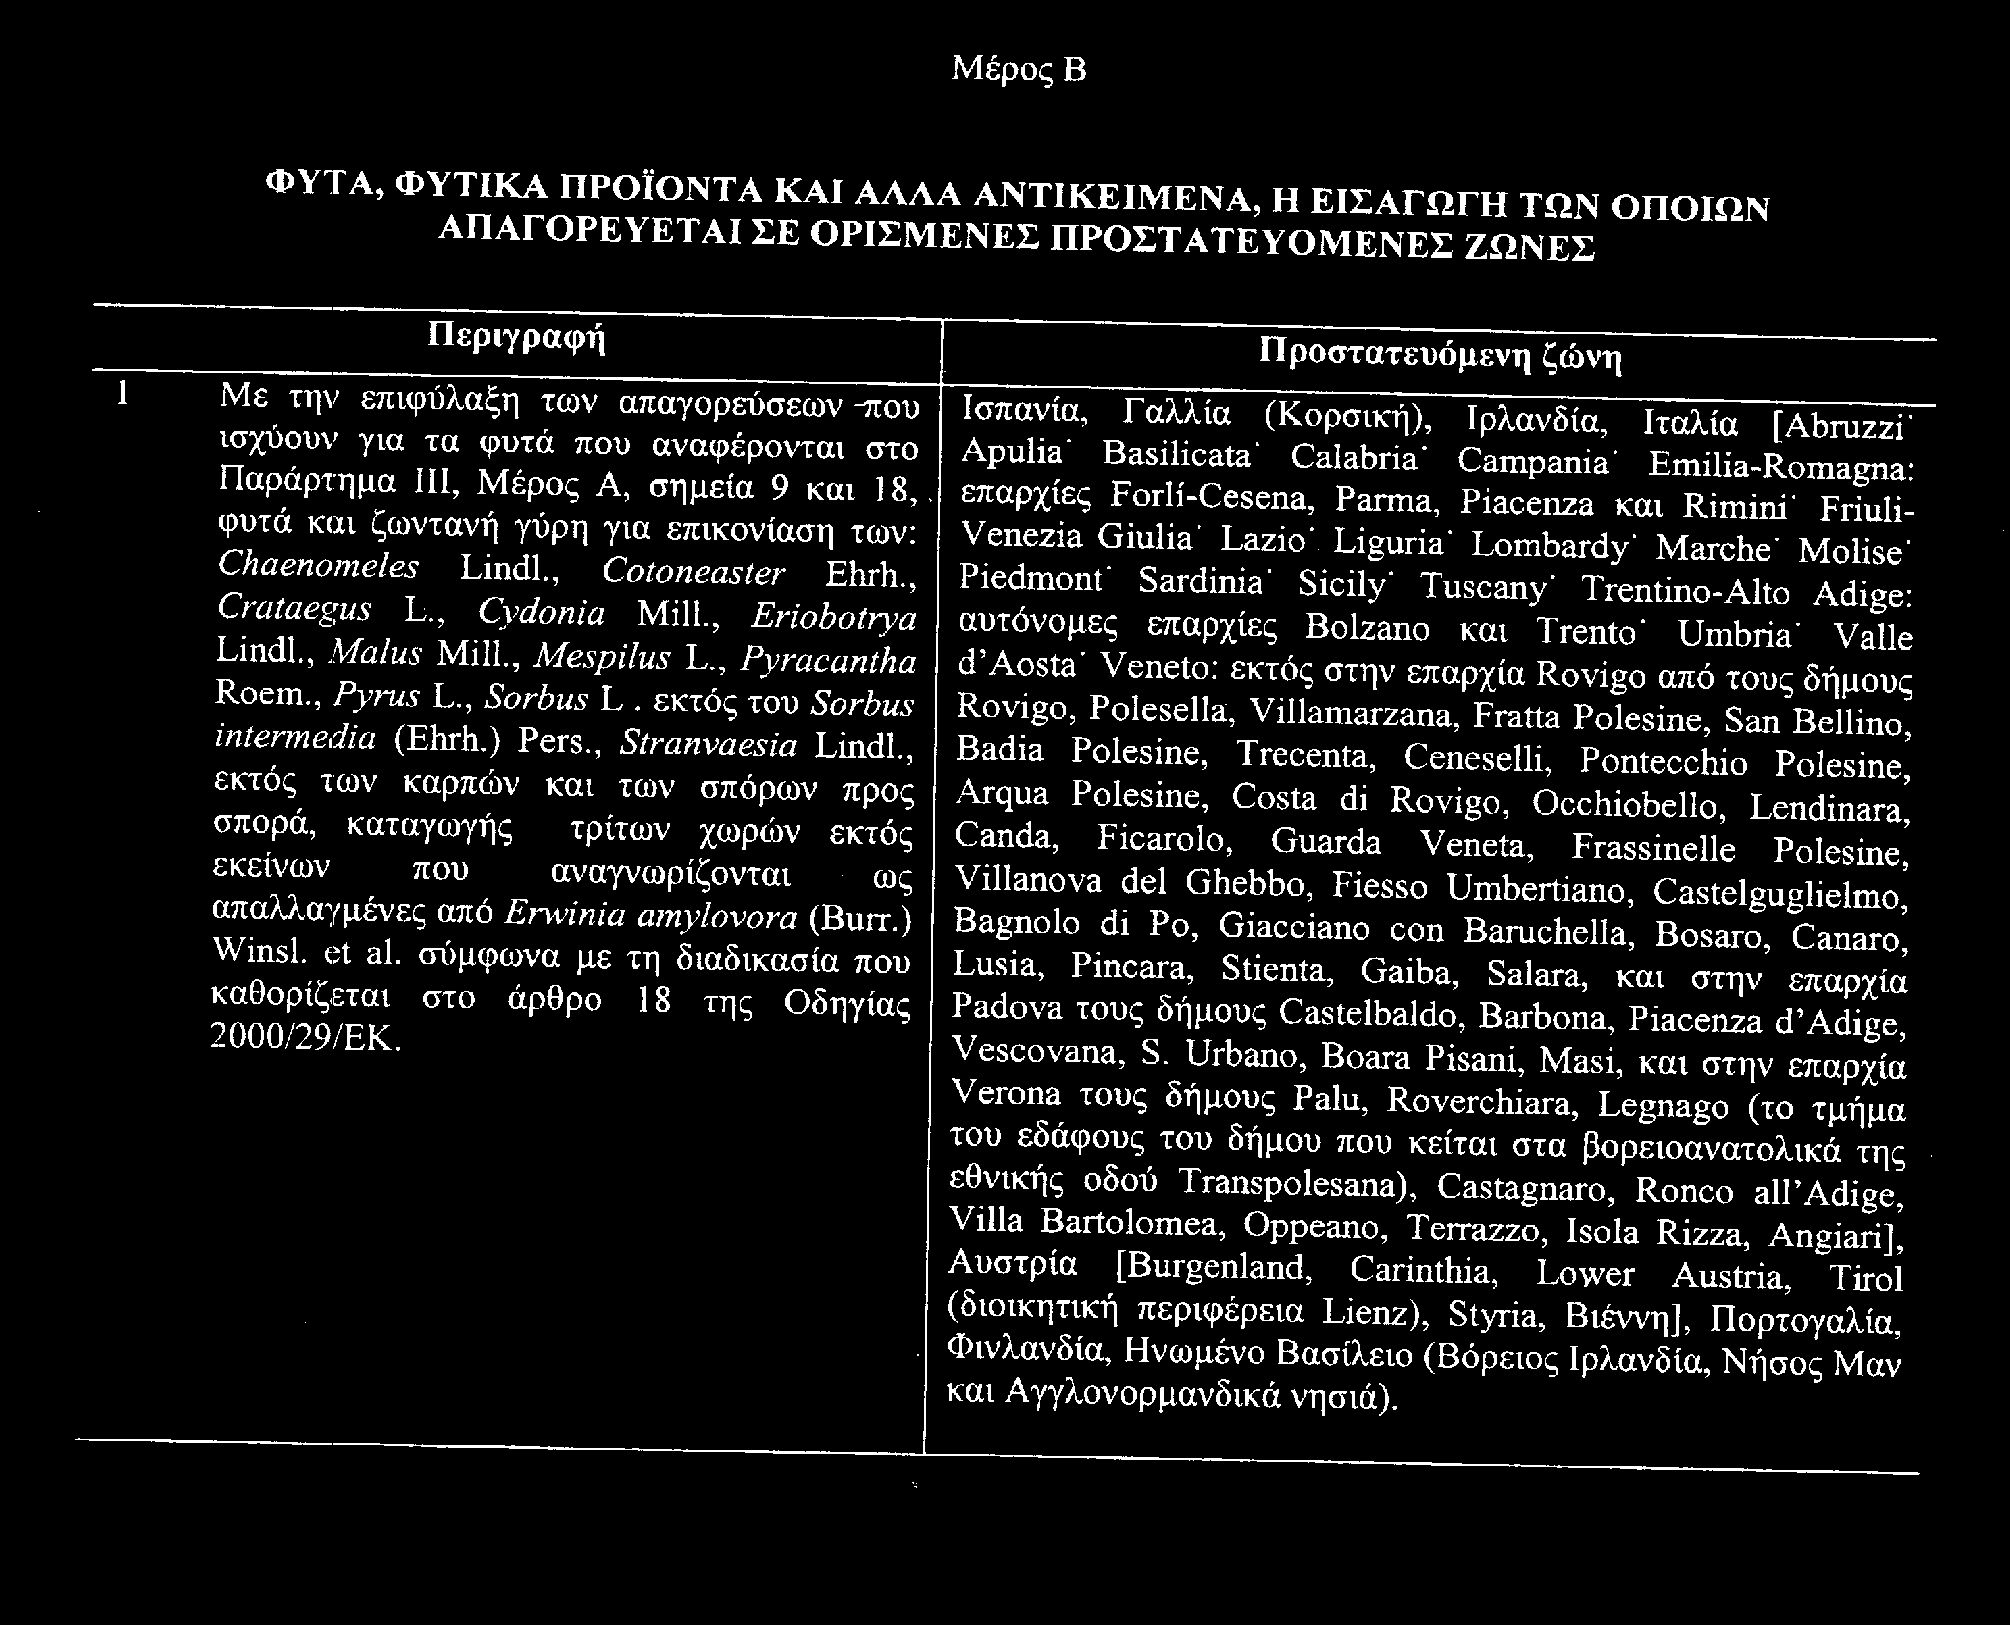 Μέρος Β
ΦΥΤΑ, ΦΥΤΙΚΑ ΠΡΟΪΟΝΤΑ ΚΑΙ ΑΛΛΑ ΑΝΤΙΚΕΙΜΕΝΑ, Η ΕΙΣΑΓΩΓΗ ΤΩΝ ΟΠΟΙΩΝ
ΑΠΑΓΟΡΕΥΕΤΑΙ ΣΕ ΟΡΙΣΜΕΝΕΣ ΠΡΟΣΤΑΤΕΥΟΜΕΝΕΣ ΖΩΝΕΣ
Περιγραφή
1 Με την επιφύλαξη των απαγορεύσεων που
ισχύουν για τα φυτά που αναφέρονται στο
Παράρτημα ΙΙΙ, Μέρος Α, σημεία 9 και 18,
φυτά και ζωντανή γύρη για επικονίαση των:
Chaenomeles Lindl., Cotoneaster Ehrh.,
Crataegus L., Cydonia Mill., Eriobotrya
Lindl., Malus Mill., Mespilus L., Pyracantha
Roem., Pyrus L., Sorbus L . εκτός του Sorbus
intermedia (Ehrh.) Pers., Stranvaesia Lindl.,
εκτός των καρπών και των σπόρων προς
σπορά, καταγωγής τρίτων χωρών εκτός
εκείνων που αναγνωρίζονται ως
απαλλαγμένες από Erwinia amylovora (Burr.)
Winsl. et al. σύμφωνα με τη διαδικασία που
καθορίζεται στο άρθρο 18 της Οδηγίας
2000/29/ΕΚ.
Προστατευόμενη ζώνη
Ισπανία, Γαλλία (Κορσική), Ιρλανδία, Ιταλία [Abruzzi·
Apulia· Basilicata· Calabria· Campania· Emilia-Romagna:
επαρχίες Forlí-Cesena, Parma, Piacenza και Rimini· Friuli-
Venezia Giulia· Lazio· Liguria· Lombardy· Marche· Molise·
Piedmont· Sardinia· Sicily· Tuscany· Trentino-Alto Adige:
αυτόνομες επαρχίες Bolzano και Trento· Umbria· Valle
d’Aosta· Veneto: εκτός στην επαρχία Rovigo από τους δήμους
Rovigo, Polesella, Villamarzana, Fratta Polesine, San Bellino,
Badia Polesine, Trecenta, Ceneselli, Pontecchio Polesine,
Arqua Polesine, Costa di Rovigo, Occhiobello, Lendinara,
Canda, Ficarolo, Guarda Veneta, Frassinelle Polesine,
Villanova del Ghebbo, Fiesso Umbertiano, Castelguglielmo,
Bagnolo di Po, Giacciano con Baruchella, Bosaro, Canaro,
Lusia, Pincara, Stienta, Gaiba, Salara, και στην επαρχία
Padova τους δήμους Castelbaldo, Barbona, Piacenza d’Adige,
Vescovana, S. Urbano, Boara Pisani, Masi, και στην επαρχία
Verona τους δήμους Palu, Roverchiara, Legnago (το τμήμα
του εδάφους του δήμου που κείται στα βορειοανατολικά της
εθνικής οδού Transpolesana), Castagnaro, Ronco all’Adige,
Villa Bartolomea, Oppeano, Terrazzo, Isola Rizza, Angiari],
Αυστρία [Burgenland, Carinthia, Lower Austria, Tirol
(διοικητική περιφέρεια Lienz), Styria, Βιέννη], Πορτογαλία,
Φινλανδία, Ηνωμένο Βασίλειο (Βόρειος Ιρλανδία, Νήσος Μαν
και Αγγλονορμανδικά νησιά).